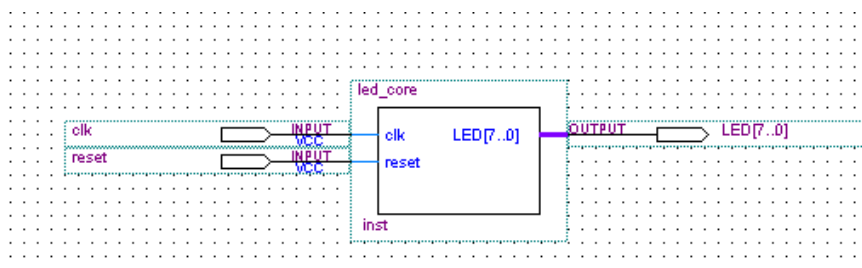 led_core
clk INPUT VCC clk LED[7..0] OUTPUT LED[7..0]
reset INPUT VCC reset
inst